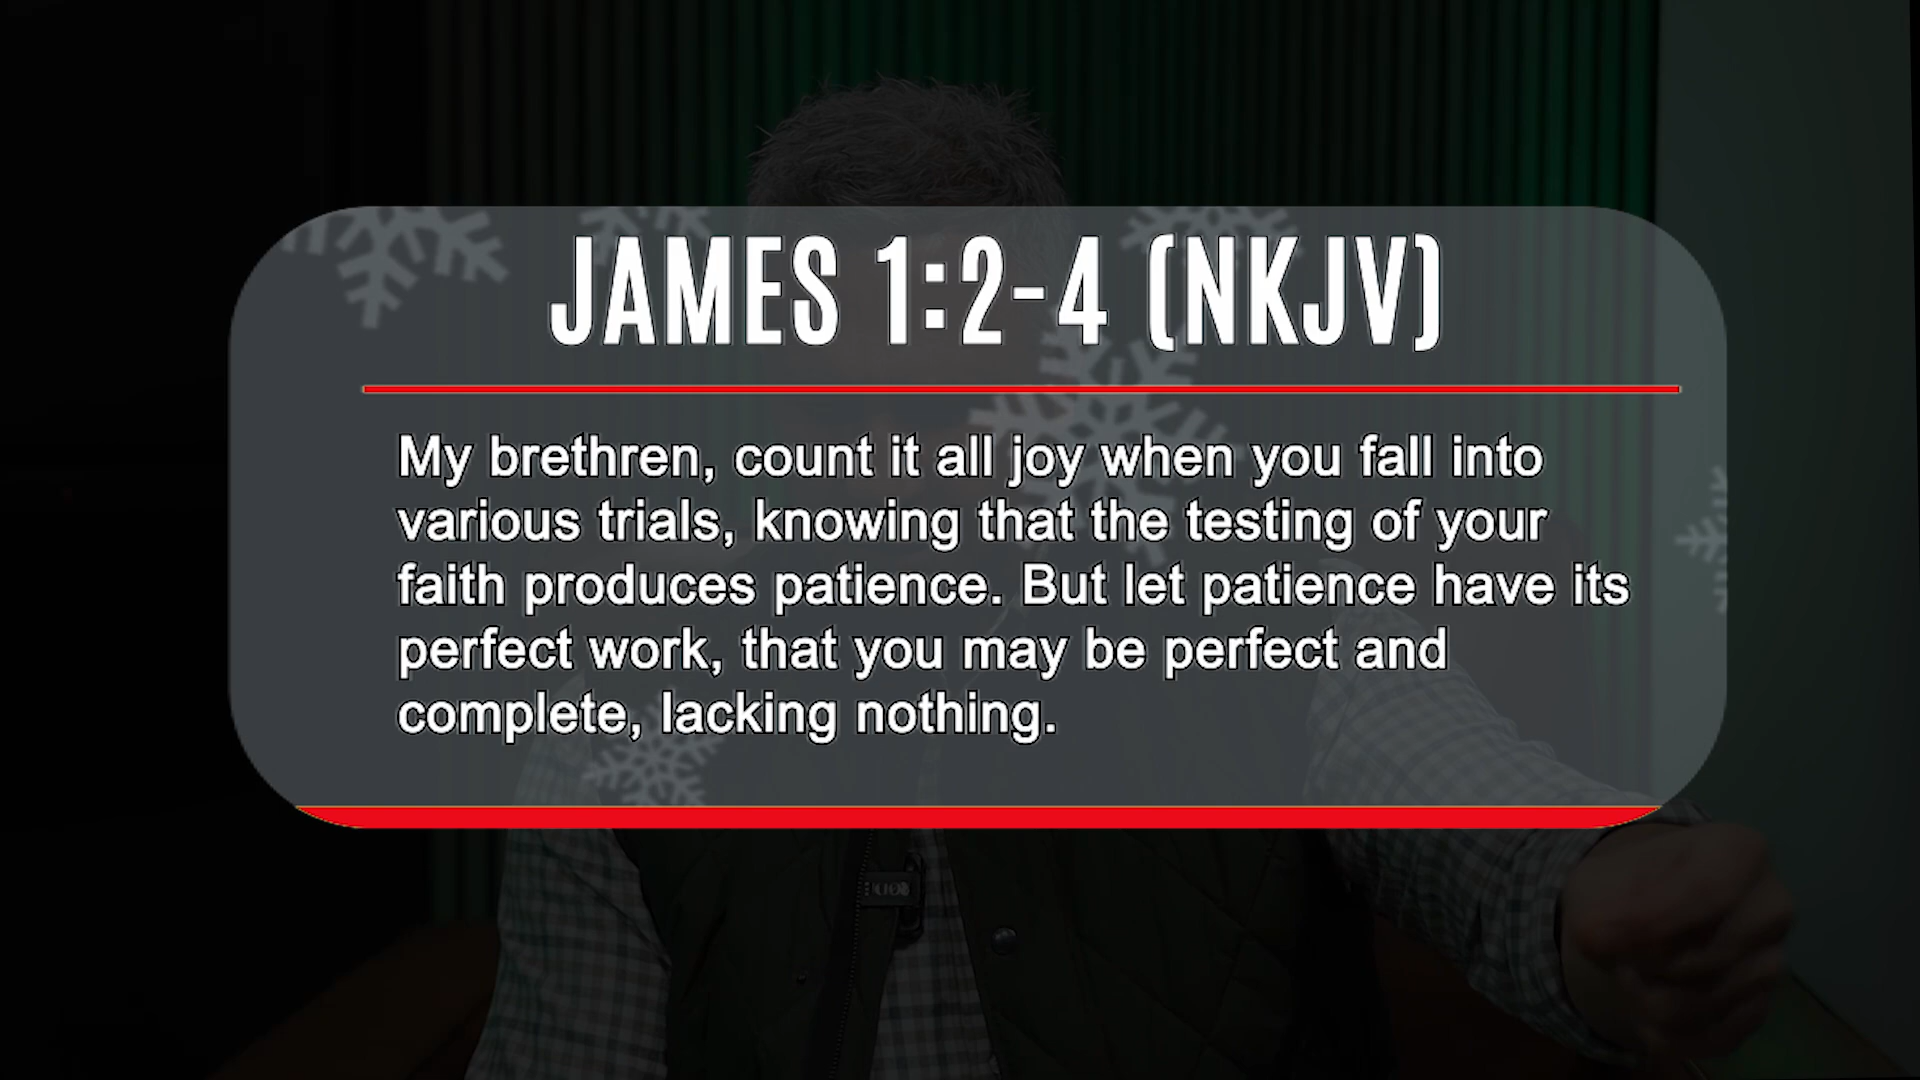 JAMES 1:2-4 (NKJV)
My brethren, count it all joy when you fall into
various trials, knowing that the testing of your
faith produces patience. But let patience have its
perfect work, that you may be perfect and
complete, lacking nothing.